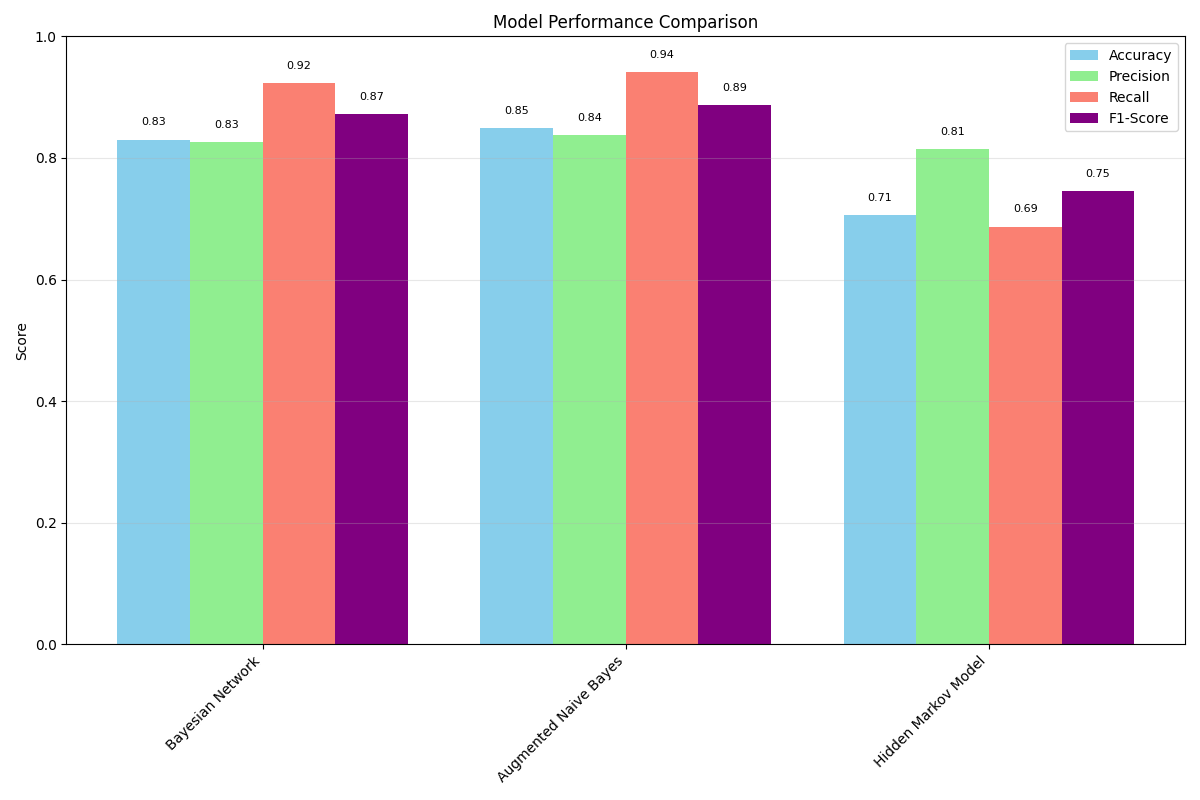 Model Performance Comparison
Accuracy
Precision
Recall
F1-Score
Score
1.0
0.8
0.6
0.4
0.2
0.0
0.83
0.83
0.92
0.87
0.85
0.84
0.94
0.89
0.71
0.81
0.69
0.75
Bayesian Network
Augmented Naive Bayes
Hidden Markov Model